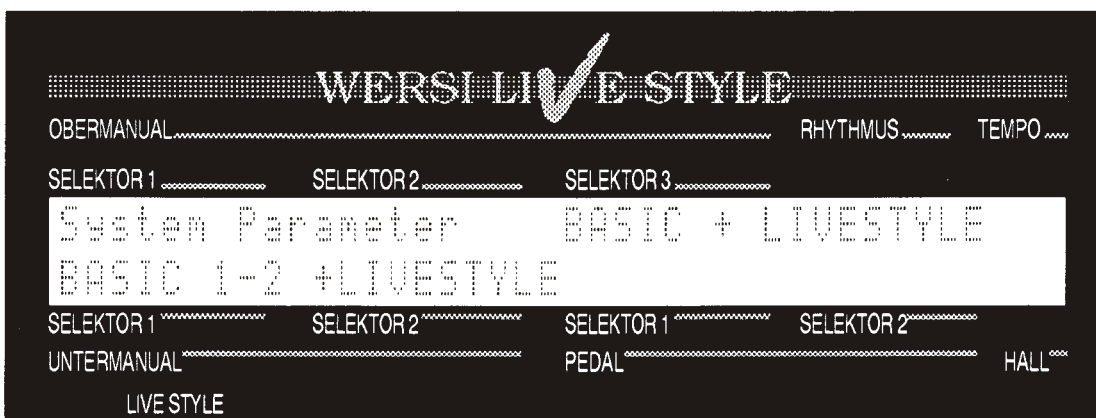 WERSI LIVE STYLE
OBERMANUAL RHYTHMUS TEMPO
SELEKTOR 1 SELEKTOR 2 SELEKTOR 3
System Parameter BASIC + LIVESTYLE
BASIC 1-2 +LIVESTYLE
SELEKTOR 1 SELEKTOR 2 SELEKTOR 1 SELEKTOR 2
UNTERMANUAL PEDAL HALL
LIVE STYLE